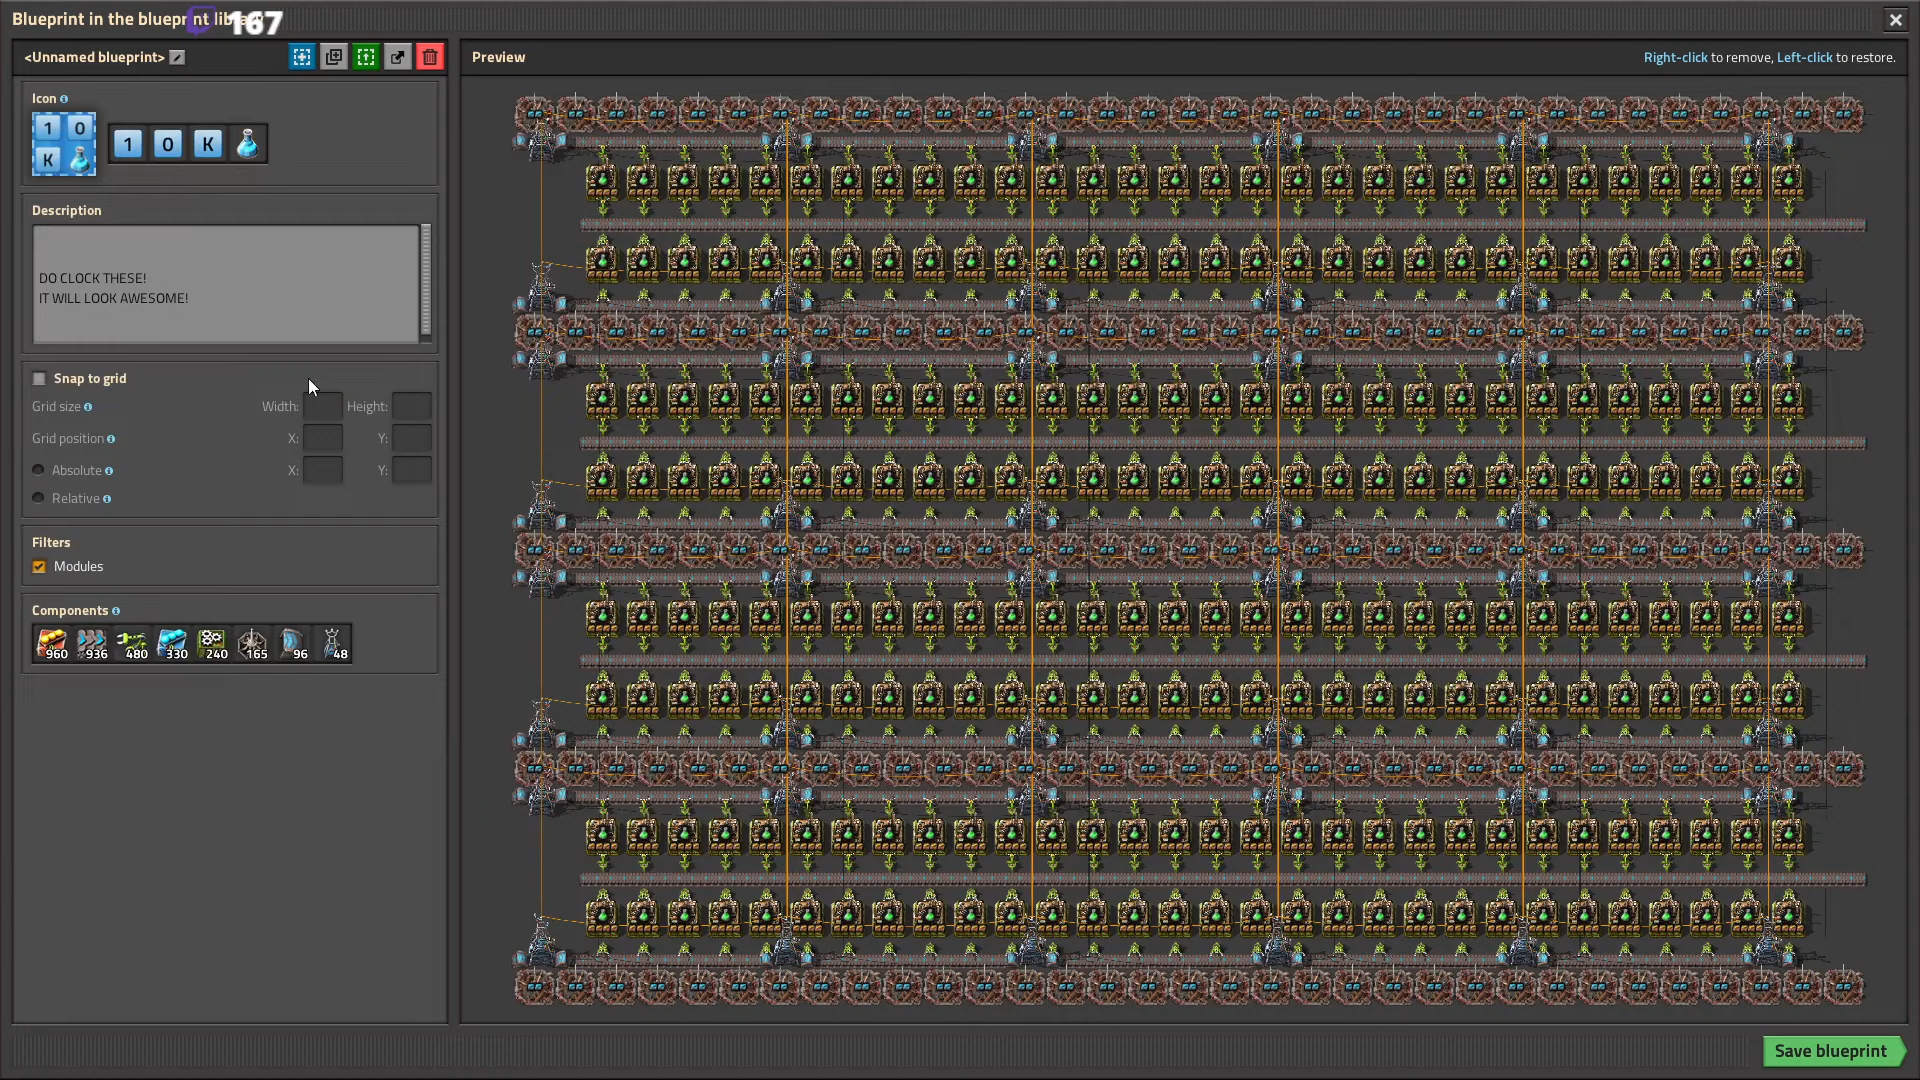 Blueprint in the blueprint lib
167
<Unnamed blueprint>
Preview
Right-click to remove, Left-click to restore.
Icon
1 0
K
1 0 K
Description
DO CLOCK THESE!
IT WILL LOOK AWESOME!
Snap to grid
Grid size Width: Height:
Grid position X: Y:
Absolute X: Y:
Relative
Filters
Modules
Components
960 936 480 330 240 165 96 48
Save blueprint